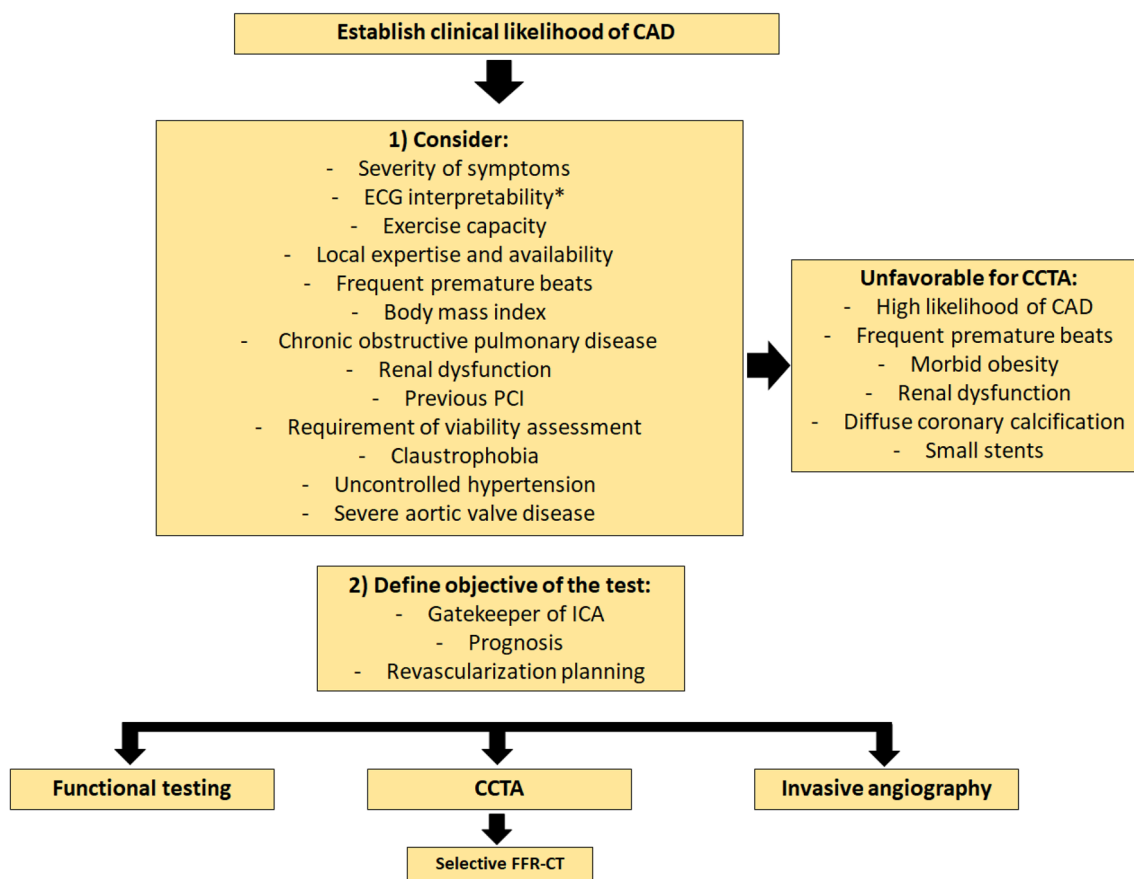 Establish clinical likelihood of CAD
1) Consider:
- Severity of symptoms
- ECG interpretability*
- Exercise capacity
- Local expertise and availability
- Frequent premature beats
- Body mass index
- Chronic obstructive pulmonary disease
- Renal dysfunction
- Previous PCI
- Requirement of viability assessment
- Claustrophobia
- Uncontrolled hypertension
- Severe aortic valve disease
Unfavorable for CCTA:
- High likelihood of CAD
- Frequent premature beats
- Morbid obesity
- Renal dysfunction
- Diffuse coronary calcification
- Small stents
2) Define objective of the test:
- Gatekeeper of ICA
- Prognosis
- Revascularization planning
Functional testing
CCTA
Invasive angiography
Selective FFR-CT